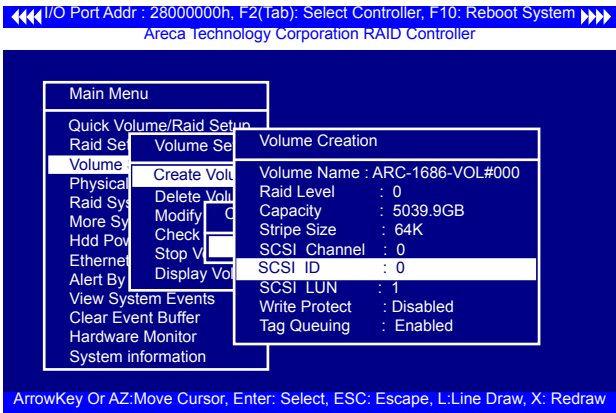 I/O Port Addr : 28000000h, F2(Tab): Select Controller, F10: Reboot System
Areca Technology Corporation RAID Controller
Main Menu
Quick Volume/Raid Setup
Raid Set
Volume
Physical
Raid Sys
More Sy
Hdd Pow
Ethernet
Alert By
View System Events
Clear Event Buffer
Hardware Monitor
System information
Volume Se
Create Volu
Delete Volu
Modify
Check
Stop V
Display Vol
C
Volume Creation
Volume Name : ARC-1686-VOL#000
Raid Level : 0
Capacity : 5039.9GB
Stripe Size : 64K
SCSI Channel : 0
SCSI ID : 0
SCSI LUN : 1
Write Protect : Disabled
Tag Queuing : Enabled
ArrowKey Or AZ:Move Cursor, Enter: Select, ESC: Escape, L:Line Draw, X: Redraw